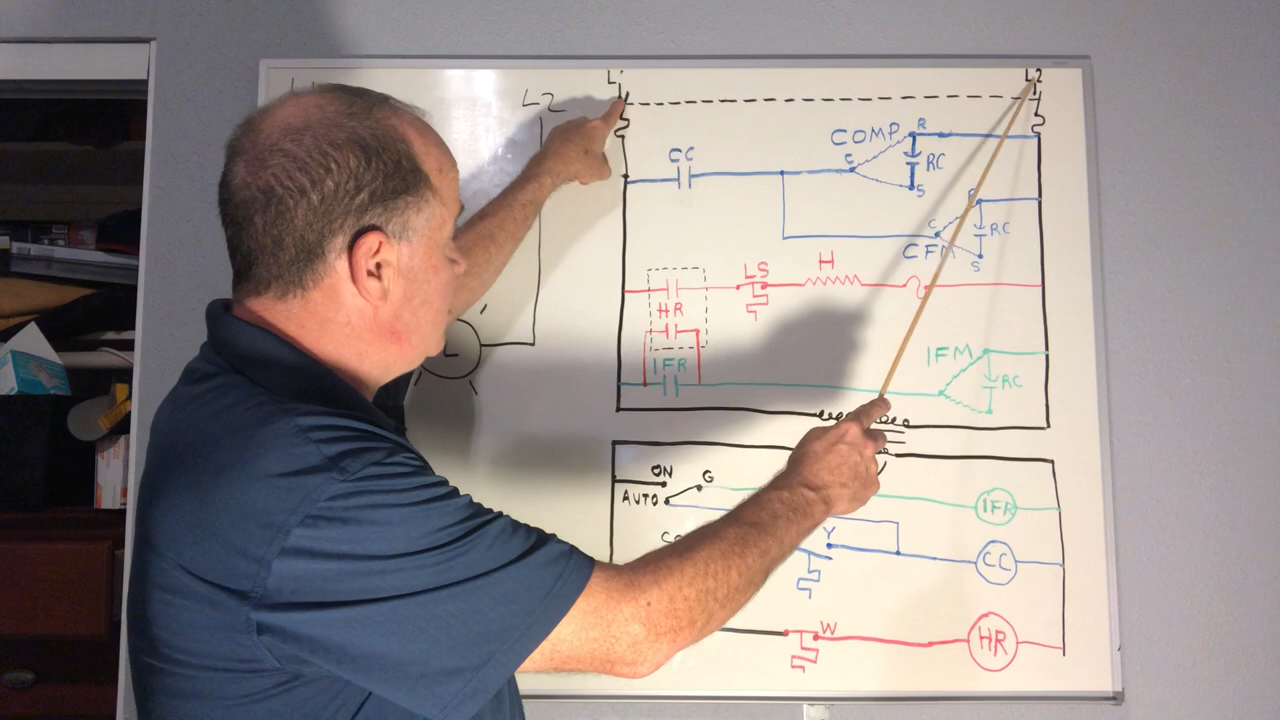 L1 L2
L2
COMP R
CC
C
RC
S
R
C
RC
CFM
S
LS
H
HR
IFR
IFM
RC
ON
G
AUTO
IFR
Y
CC
W
HR